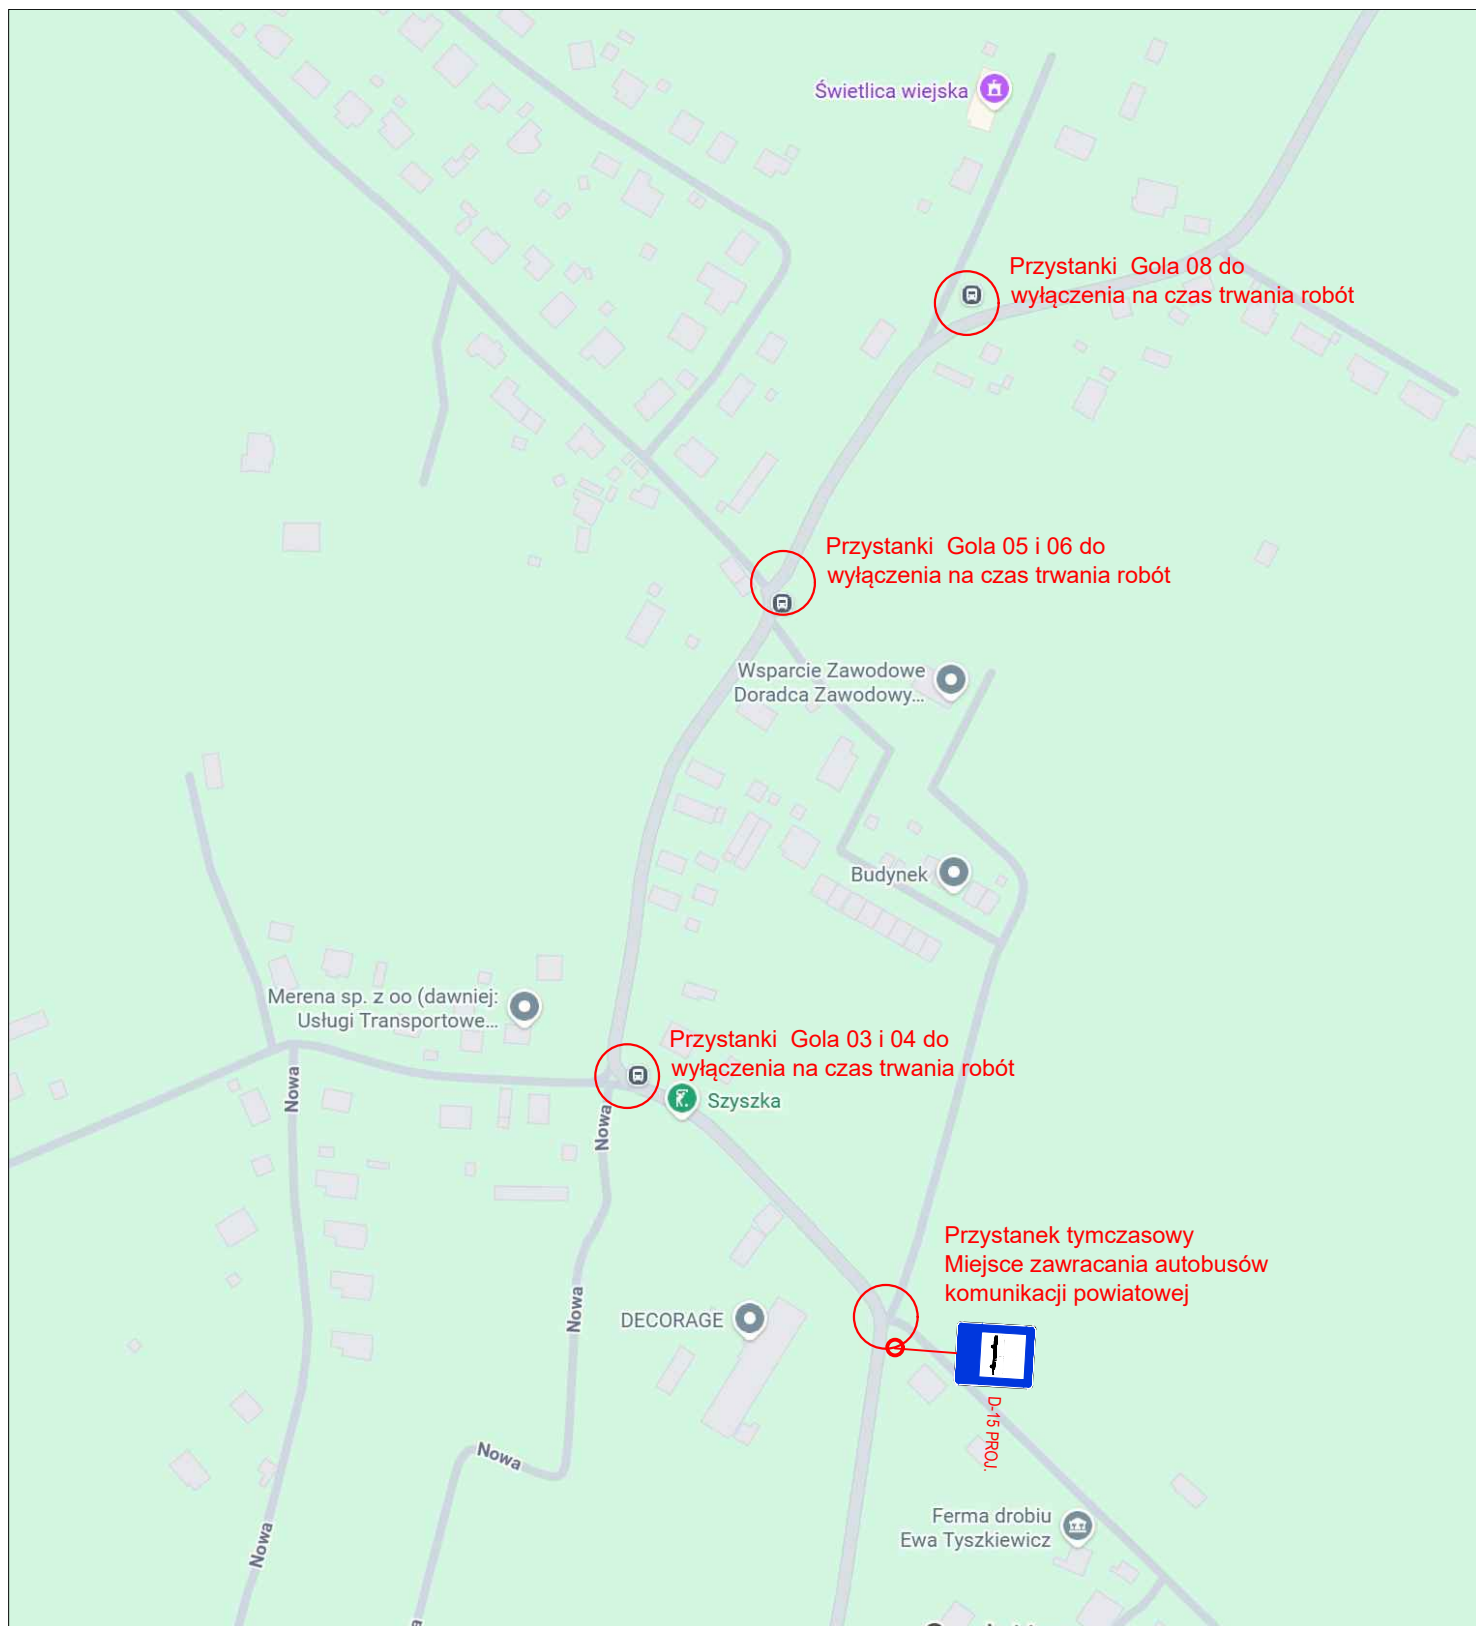 Świetlica wiejska
Przystanki Gola 08 do
wyłączenia na czas trwania robót
Przystanki Gola 05 i 06 do
wyłączenia na czas trwania robót
Wsparcie Zawodowe
Doradca Zawodowy...
Budynek
Merena sp. z oo (dawniej:
Usługi Transportowe...
Przystanki Gola 03 i 04 do
wyłączenia na czas trwania robót
Szyszka
Nowa
Nowa
Przystanek tymczasowy
Miejsce zawracania autobusów
komunikacji powiatowej
Nowa
DECORAGE
D-15 PROJ.
Nowa
Nowa
Ferma drobiu
Ewa Tyszkiewicz